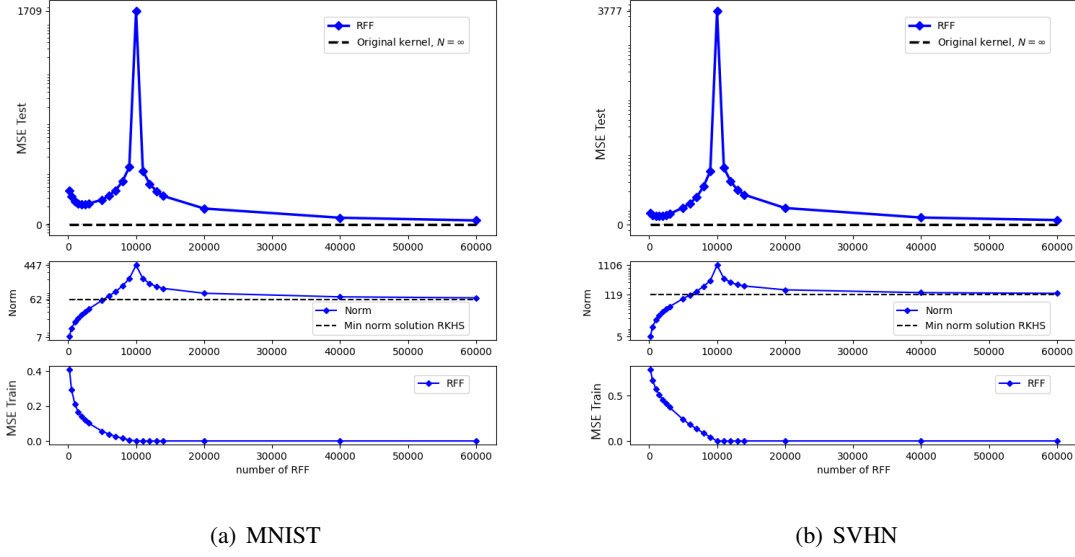 1709
MSE Test
0
RFF
Original kernel, N = ∞
0 10000 20000 30000 40000 50000 60000
447
62
7
Norm
Norm
Min norm solution RKHS
0 10000 20000 30000 40000 50000 60000
0.4
0.2
0.0
MSE Train
RFF
0 10000 20000 30000 40000 50000 60000
number of RFF
(a) MNIST
3777
MSE Test
0
RFF
Original kernel, N = ∞
0 10000 20000 30000 40000 50000 60000
1106
119
5
Norm
Norm
Min norm solution RKHS
0 10000 20000 30000 40000 50000 60000
0.5
0.0
MSE Train
RFF
0 10000 20000 30000 40000 50000 60000
number of RFF
(b) SVHN